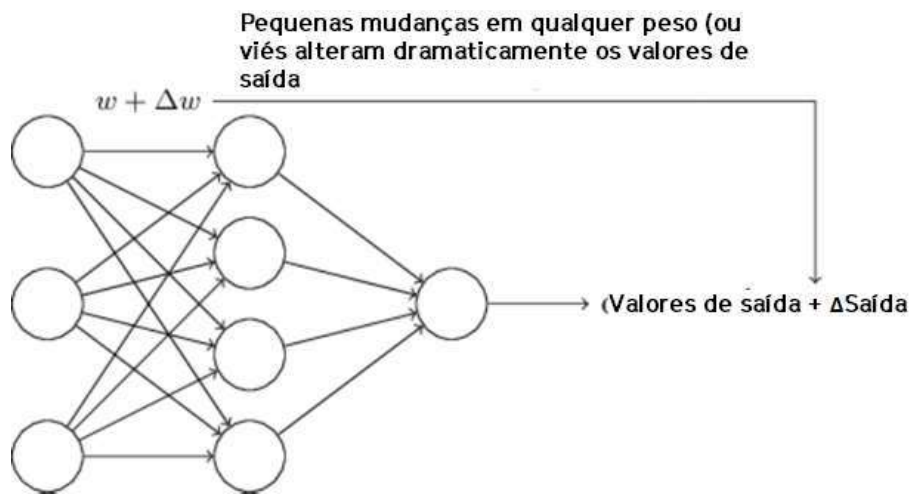 Pequenas mudanças em qualquer peso (ou
viés alteram dramaticamente os valores de
saída
w + Δw
(Valores de saída + ΔSaída